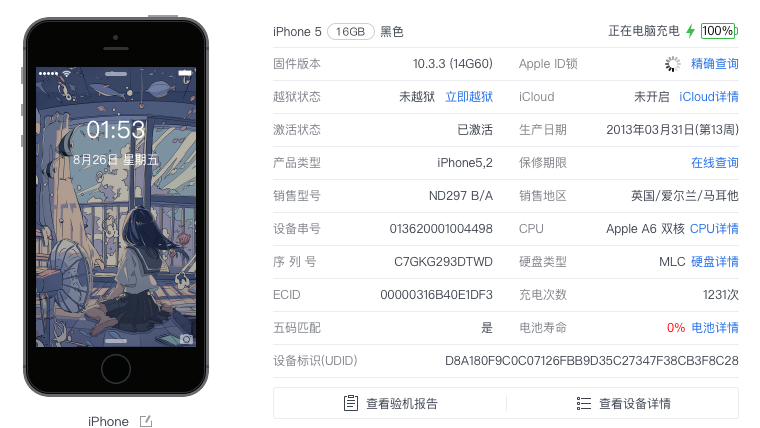 01:53
8月26日 星期五
iPhone
iPhone 5 16GB 黑色 正在电脑充电 100%
固件版本 10.3.3 (14G60) Apple ID锁 精确查询
越狱状态 未越狱 立即越狱 iCloud 未开启 iCloud详情
激活状态 已激活 生产日期 2013年03月31日(第13周)
产品类型 iPhone5,2 保修期限 在线查询
销售型号 ND297 B/A 销售地区 英国/爱尔兰/马耳他
设备串号 013620001004498 CPU Apple A6 双核 CPU详情
序 列 号 C7GKG293DTWD 硬盘类型 MLC 硬盘详情
ECID 00000316B40E1DF3 充电次数 1231次
五码匹配 是 电池寿命 0% 电池详情
设备标识(UDID) D8A180F9C0C07126FBB9D35C27347F38CB3F8C28
查看验机报告 查看设备详情